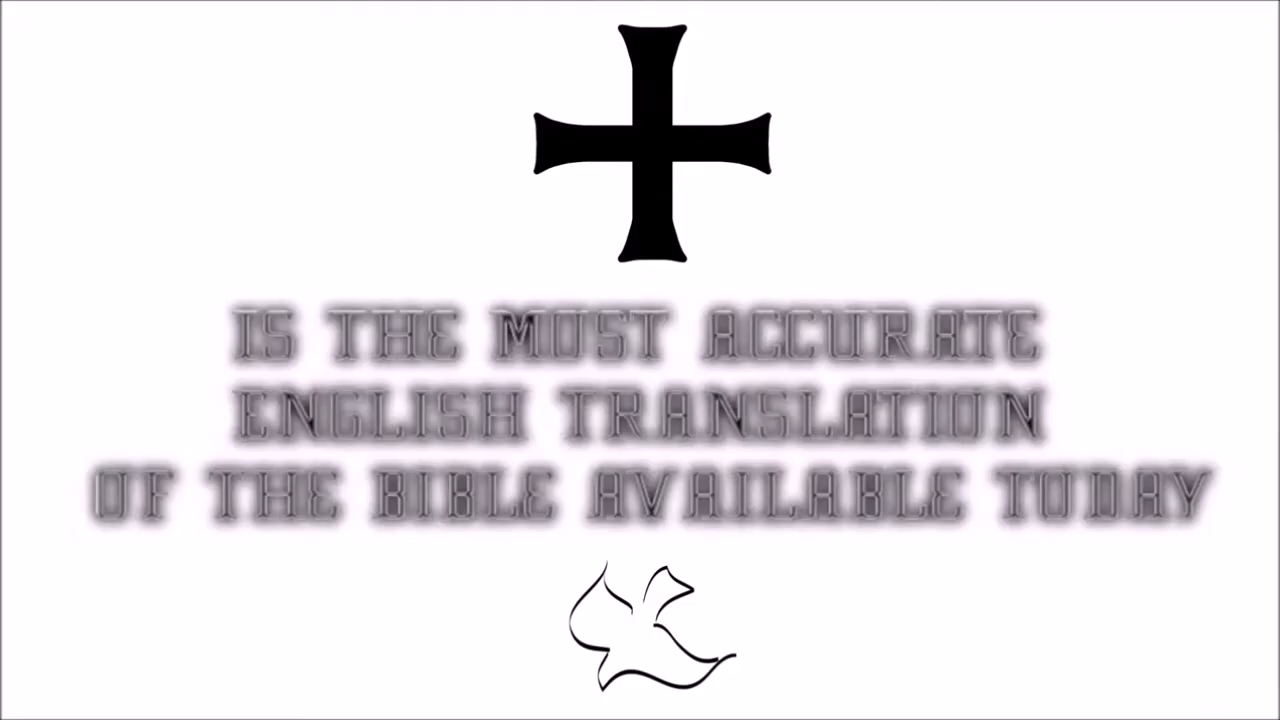 IS THE MOST ACCURATE
ENGLISH TRANSLATION
OF THE BIBLE AVAILABLE TODAY